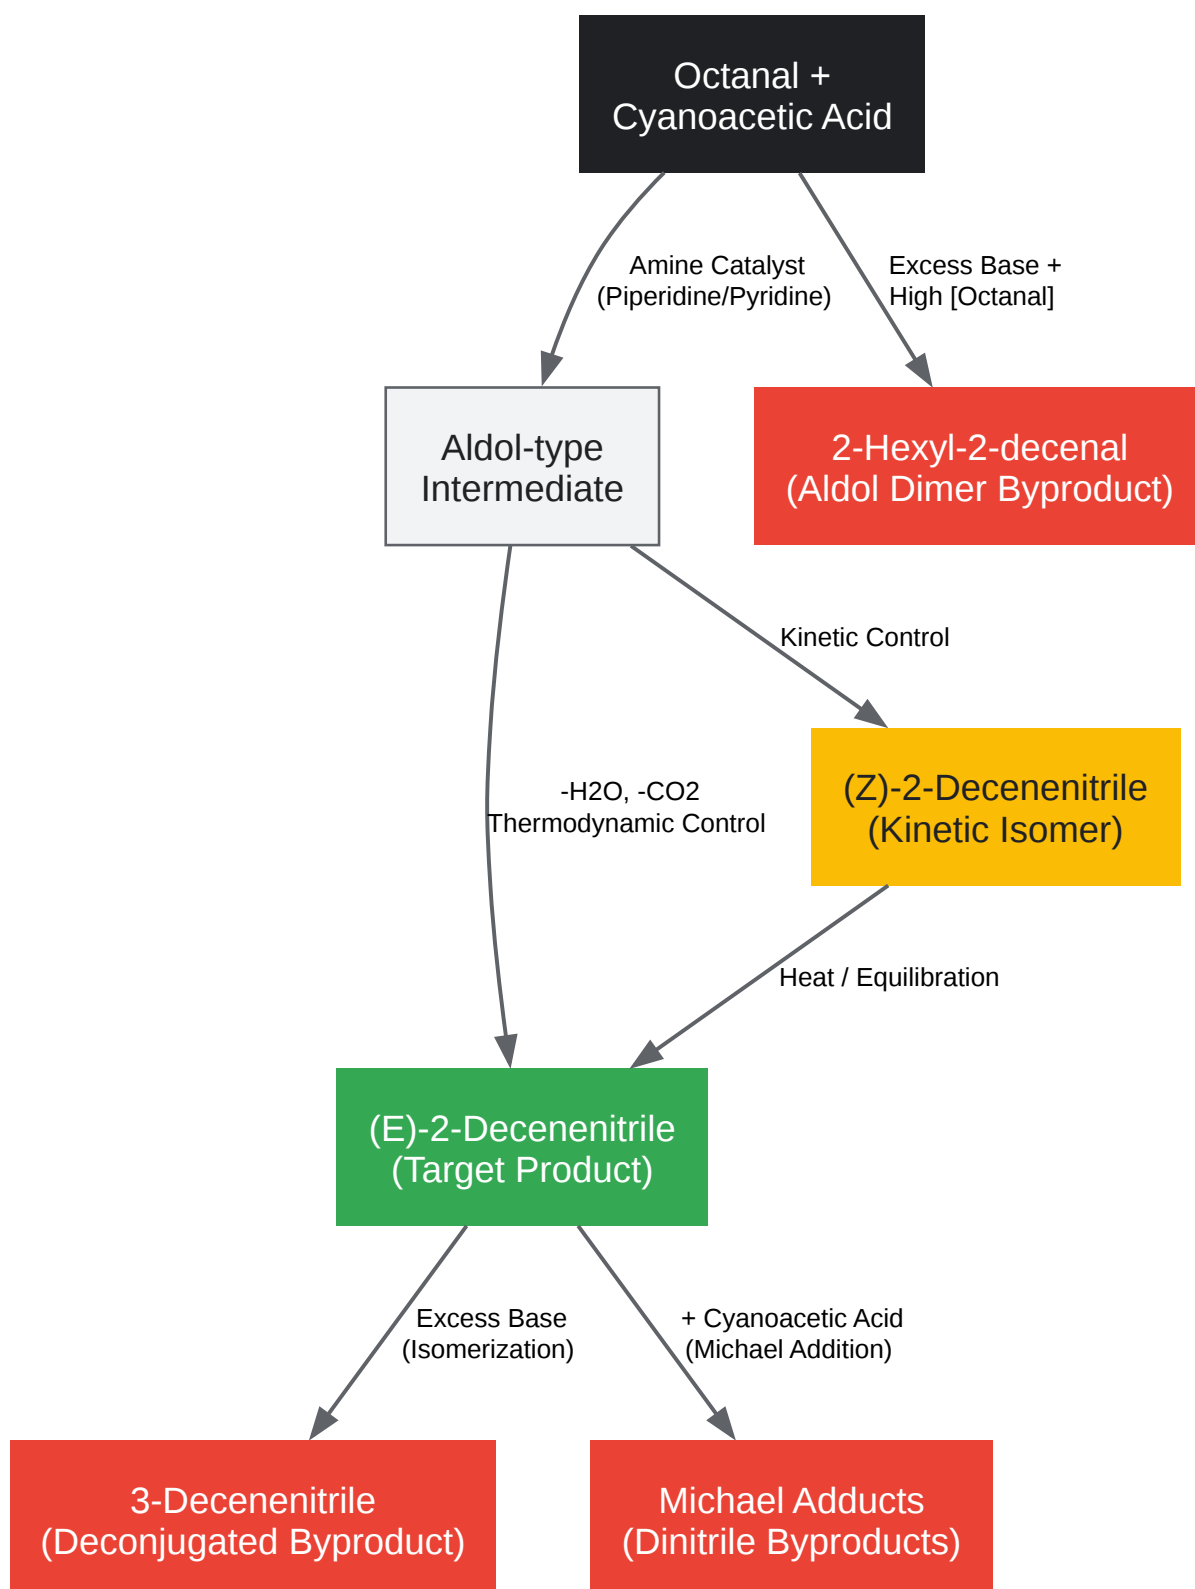 Octanal +
Cyanoacetic Acid
Amine Catalyst
(Piperidine/Pyridine)
Excess Base +
High [Octanal]
Aldol-type
Intermediate
2-Hexyl-2-decenal
(Aldol Dimer Byproduct)
Kinetic Control
-H2O, -CO2
Thermodynamic Control
(Z)-2-Decenenitrile
(Kinetic Isomer)
Heat / Equilibration
(E)-2-Decenenitrile
(Target Product)
Excess Base
(Isomerization)
+ Cyanoacetic Acid
(Michael Addition)
3-Decenenitrile
(Deconjugated Byproduct)
Michael Adducts
(Dinitrile Byproducts)